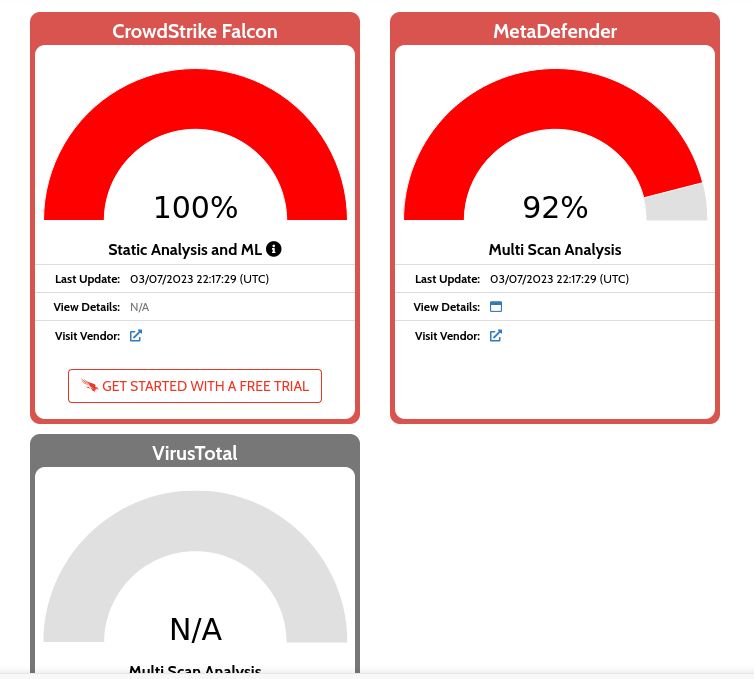 CrowdStrike Falcon
100%
Static Analysis and ML
Last Update: 03/07/2023 22:17:29 (UTC)
View Details: N/A
Visit Vendor:
GET STARTED WITH A FREE TRIAL
MetaDefender
92%
Multi Scan Analysis
Last Update: 03/07/2023 22:17:29 (UTC)
View Details:
Visit Vendor:
VirusTotal
N/A
Multi Scan Analysis